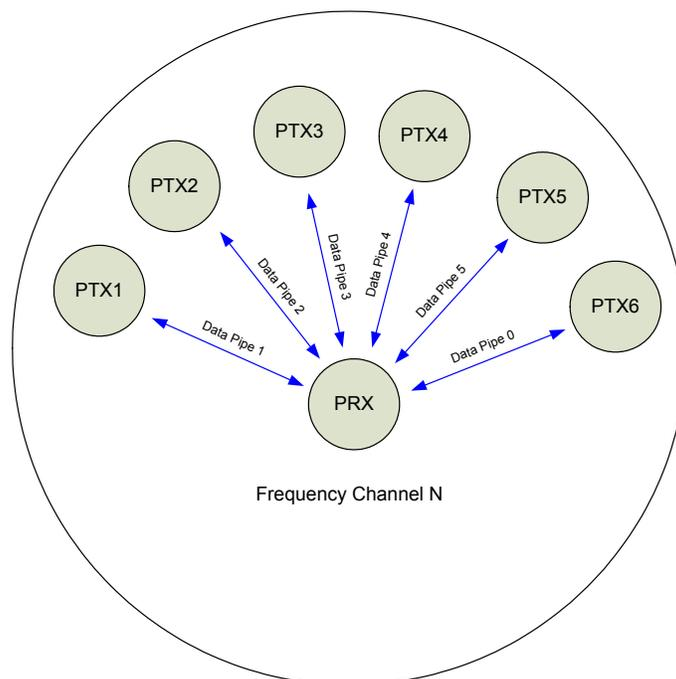 PTX3
PTX4
PTX2
PTX5
PTX1
PTX6
Data Pipe 3
Data Pipe 4
Data Pipe 2
Data Pipe 5
Data Pipe 1
Data Pipe 0
PRX
Frequency Channel N